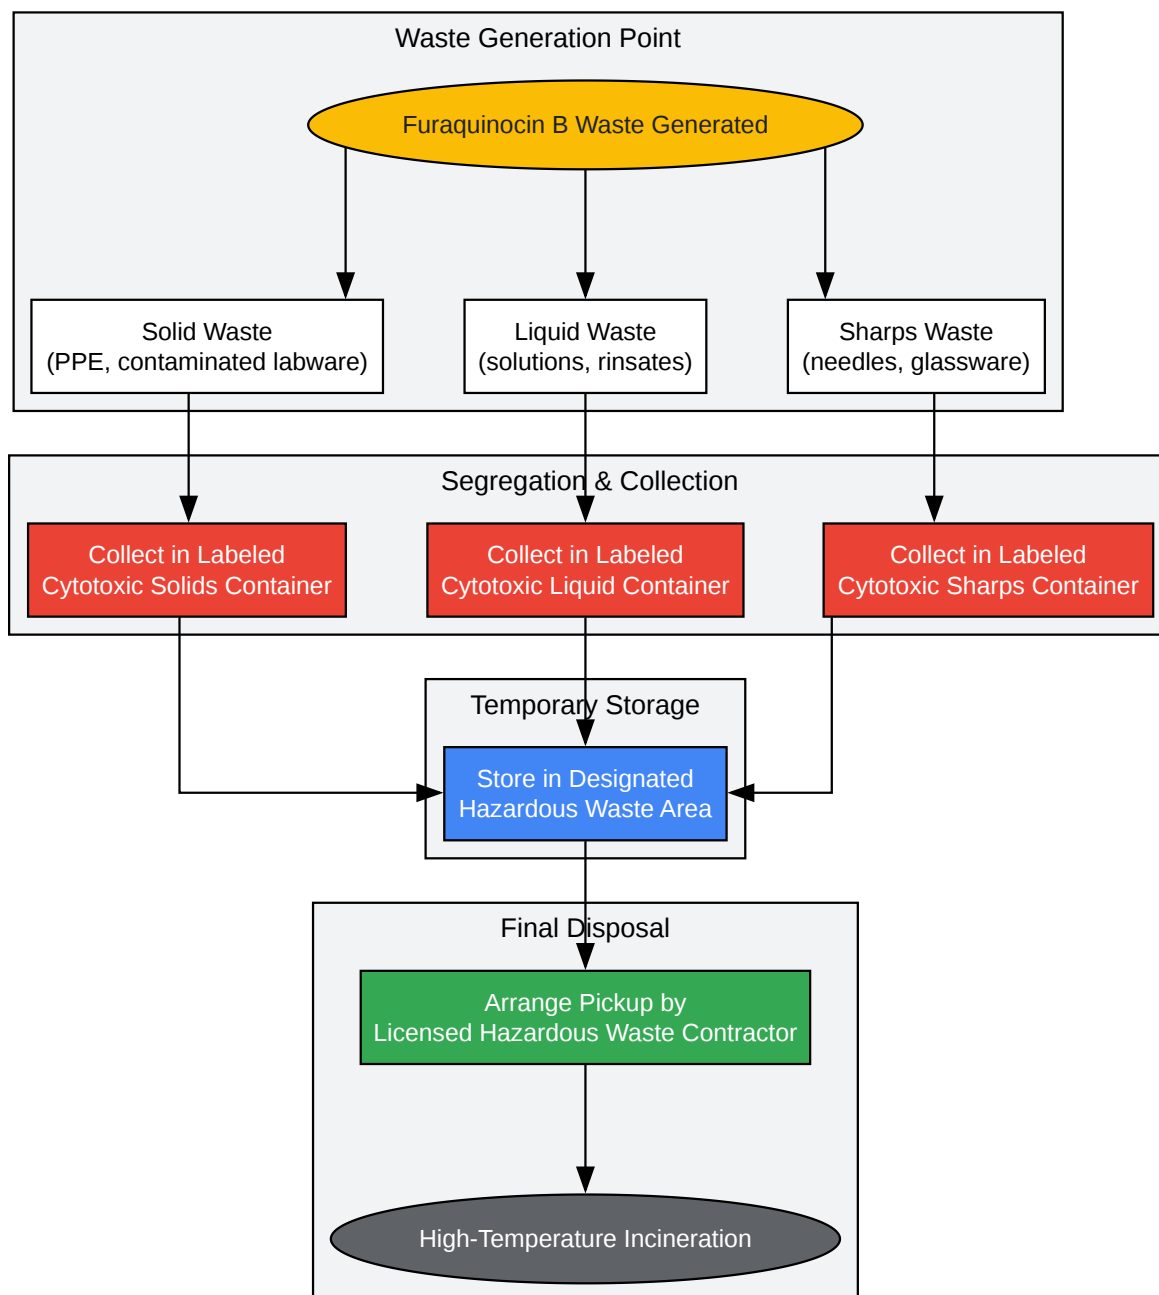 Waste Generation Point
Furaquinocin B Waste Generated
Solid Waste
(PPE, contaminated labware)
Liquid Waste
(solutions, rinsates)
Sharps Waste
(needles, glassware)
Segregation & Collection
Collect in Labeled
Cytotoxic Solids Container
Collect in Labeled
Cytotoxic Liquid Container
Collect in Labeled
Cytotoxic Sharps Container
Temporary Storage
Store in Designated
Hazardous Waste Area
Final Disposal
Arrange Pickup by
Licensed Hazardous Waste Contractor
High-Temperature Incineration